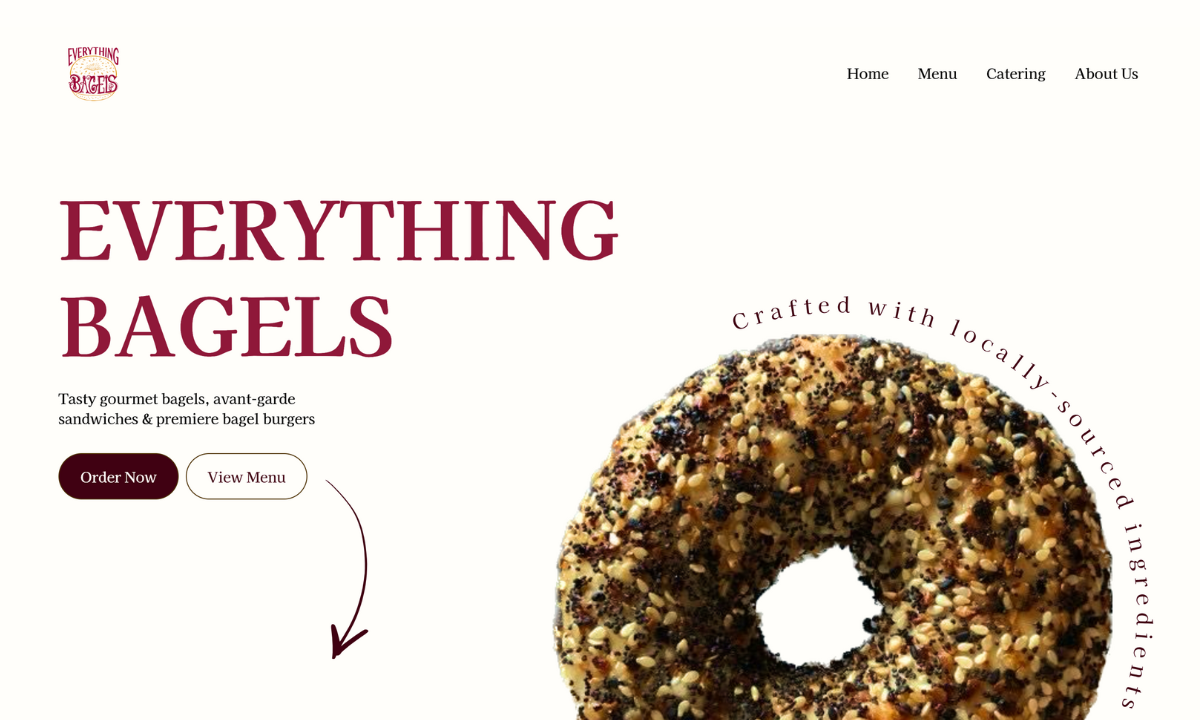 EVERYTHING
BAGELS
Home
Menu
Catering
About Us
EVERYTHING
BAGELS
Tasty gourmet bagels, avant-garde
sandwiches & premiere bagel burgers
Order Now
View Menu
Crafted with locally-sourced ingredients